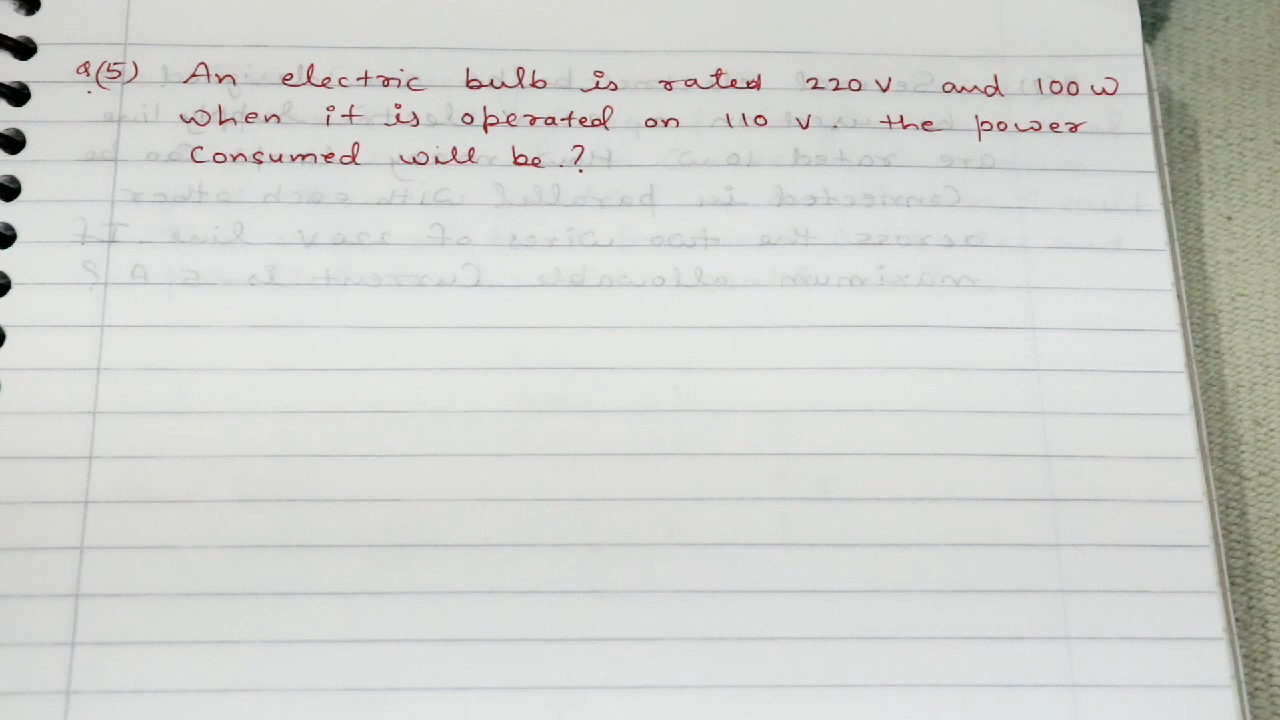 Q(5) An electric bulb is rated 220 V and 100 W
when it is operated on 110 V. the power
Consumed will be.?